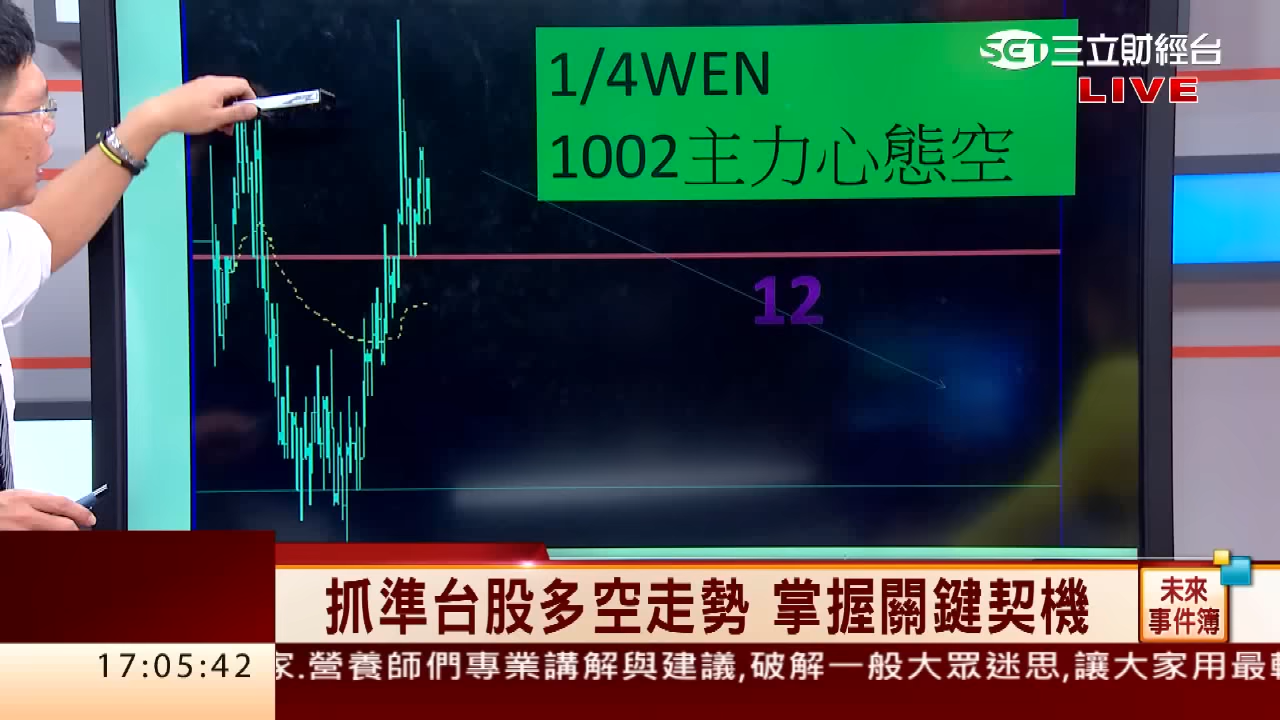 SET三立財經台
LIVE
1/4WEN
1002主力心態空
12
抓準台股多空走勢 掌握關鍵契機
未來
事件簿
17:05:42
家.營養師們專業講解與建議,破解一般大眾迷思,讓大家用最